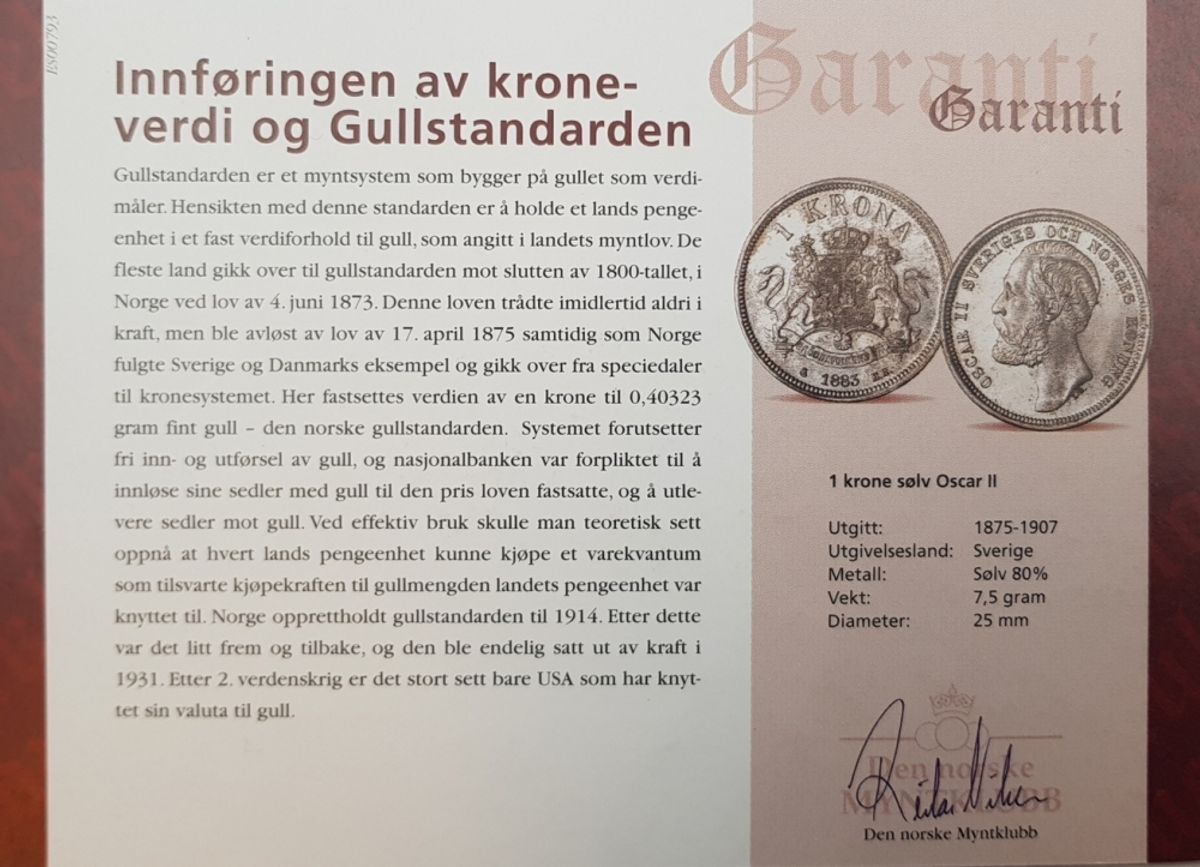 ES00793
Innføringen av krone-
verdi og Gullstandarden
Gullstandarden er et myntsystem som bygger på gullet som verdi-
måler. Hensikten med denne standarden er å holde et lands penge-
enhet i et fast verdiforhold til gull, som angitt i landets myntlov. De
fleste land gikk over til gullstandarden mot slutten av 1800-tallet, i
Norge ved lov av 4. juni 1873. Denne loven trådte imidlertid aldri i
kraft, men ble avløst av lov av 17. april 1875 samtidig som Norge
fulgte Sverige og Danmarks eksempel og gikk over fra speciedaler
til kronesystemet. Her fastsettes verdien av en krone til 0,40323
gram fint gull – den norske gullstandarden. Systemet forutsetter
fri inn- og utførsel av gull, og nasjonalbanken var forpliktet til å
innløse sine sedler med gull til den pris loven fastsatte, og å utle-
vere sedler mot gull. Ved effektiv bruk skulle man teoretisk sett
oppnå at hvert lands pengeenhet kunne kjøpe et varekvantum
som tilsvarte kjøpekraften til gullmengden landets pengeenhet var
knyttet til. Norge opprettholdt gullstandarden til 1914. Etter dette
var det litt frem og tilbake, og den ble endelig satt ut av kraft i
1931. Etter 2. verdenskrig er det stort sett bare USA som har knyt-
tet sin valuta til gull.
Garanti
Garanti
1 KRONA
1883
OSCAR II SVERIGES OCH NORGES KONUNG
1 krone sølv Oscar II
Utgitt: 1875-1907
Utgivelsesland: Sverige
Metall: Sølv 80%
Vekt: 7,5 gram
Diameter: 25 mm
Den norske
MYNTKLUBB
Den norske Myntklubb